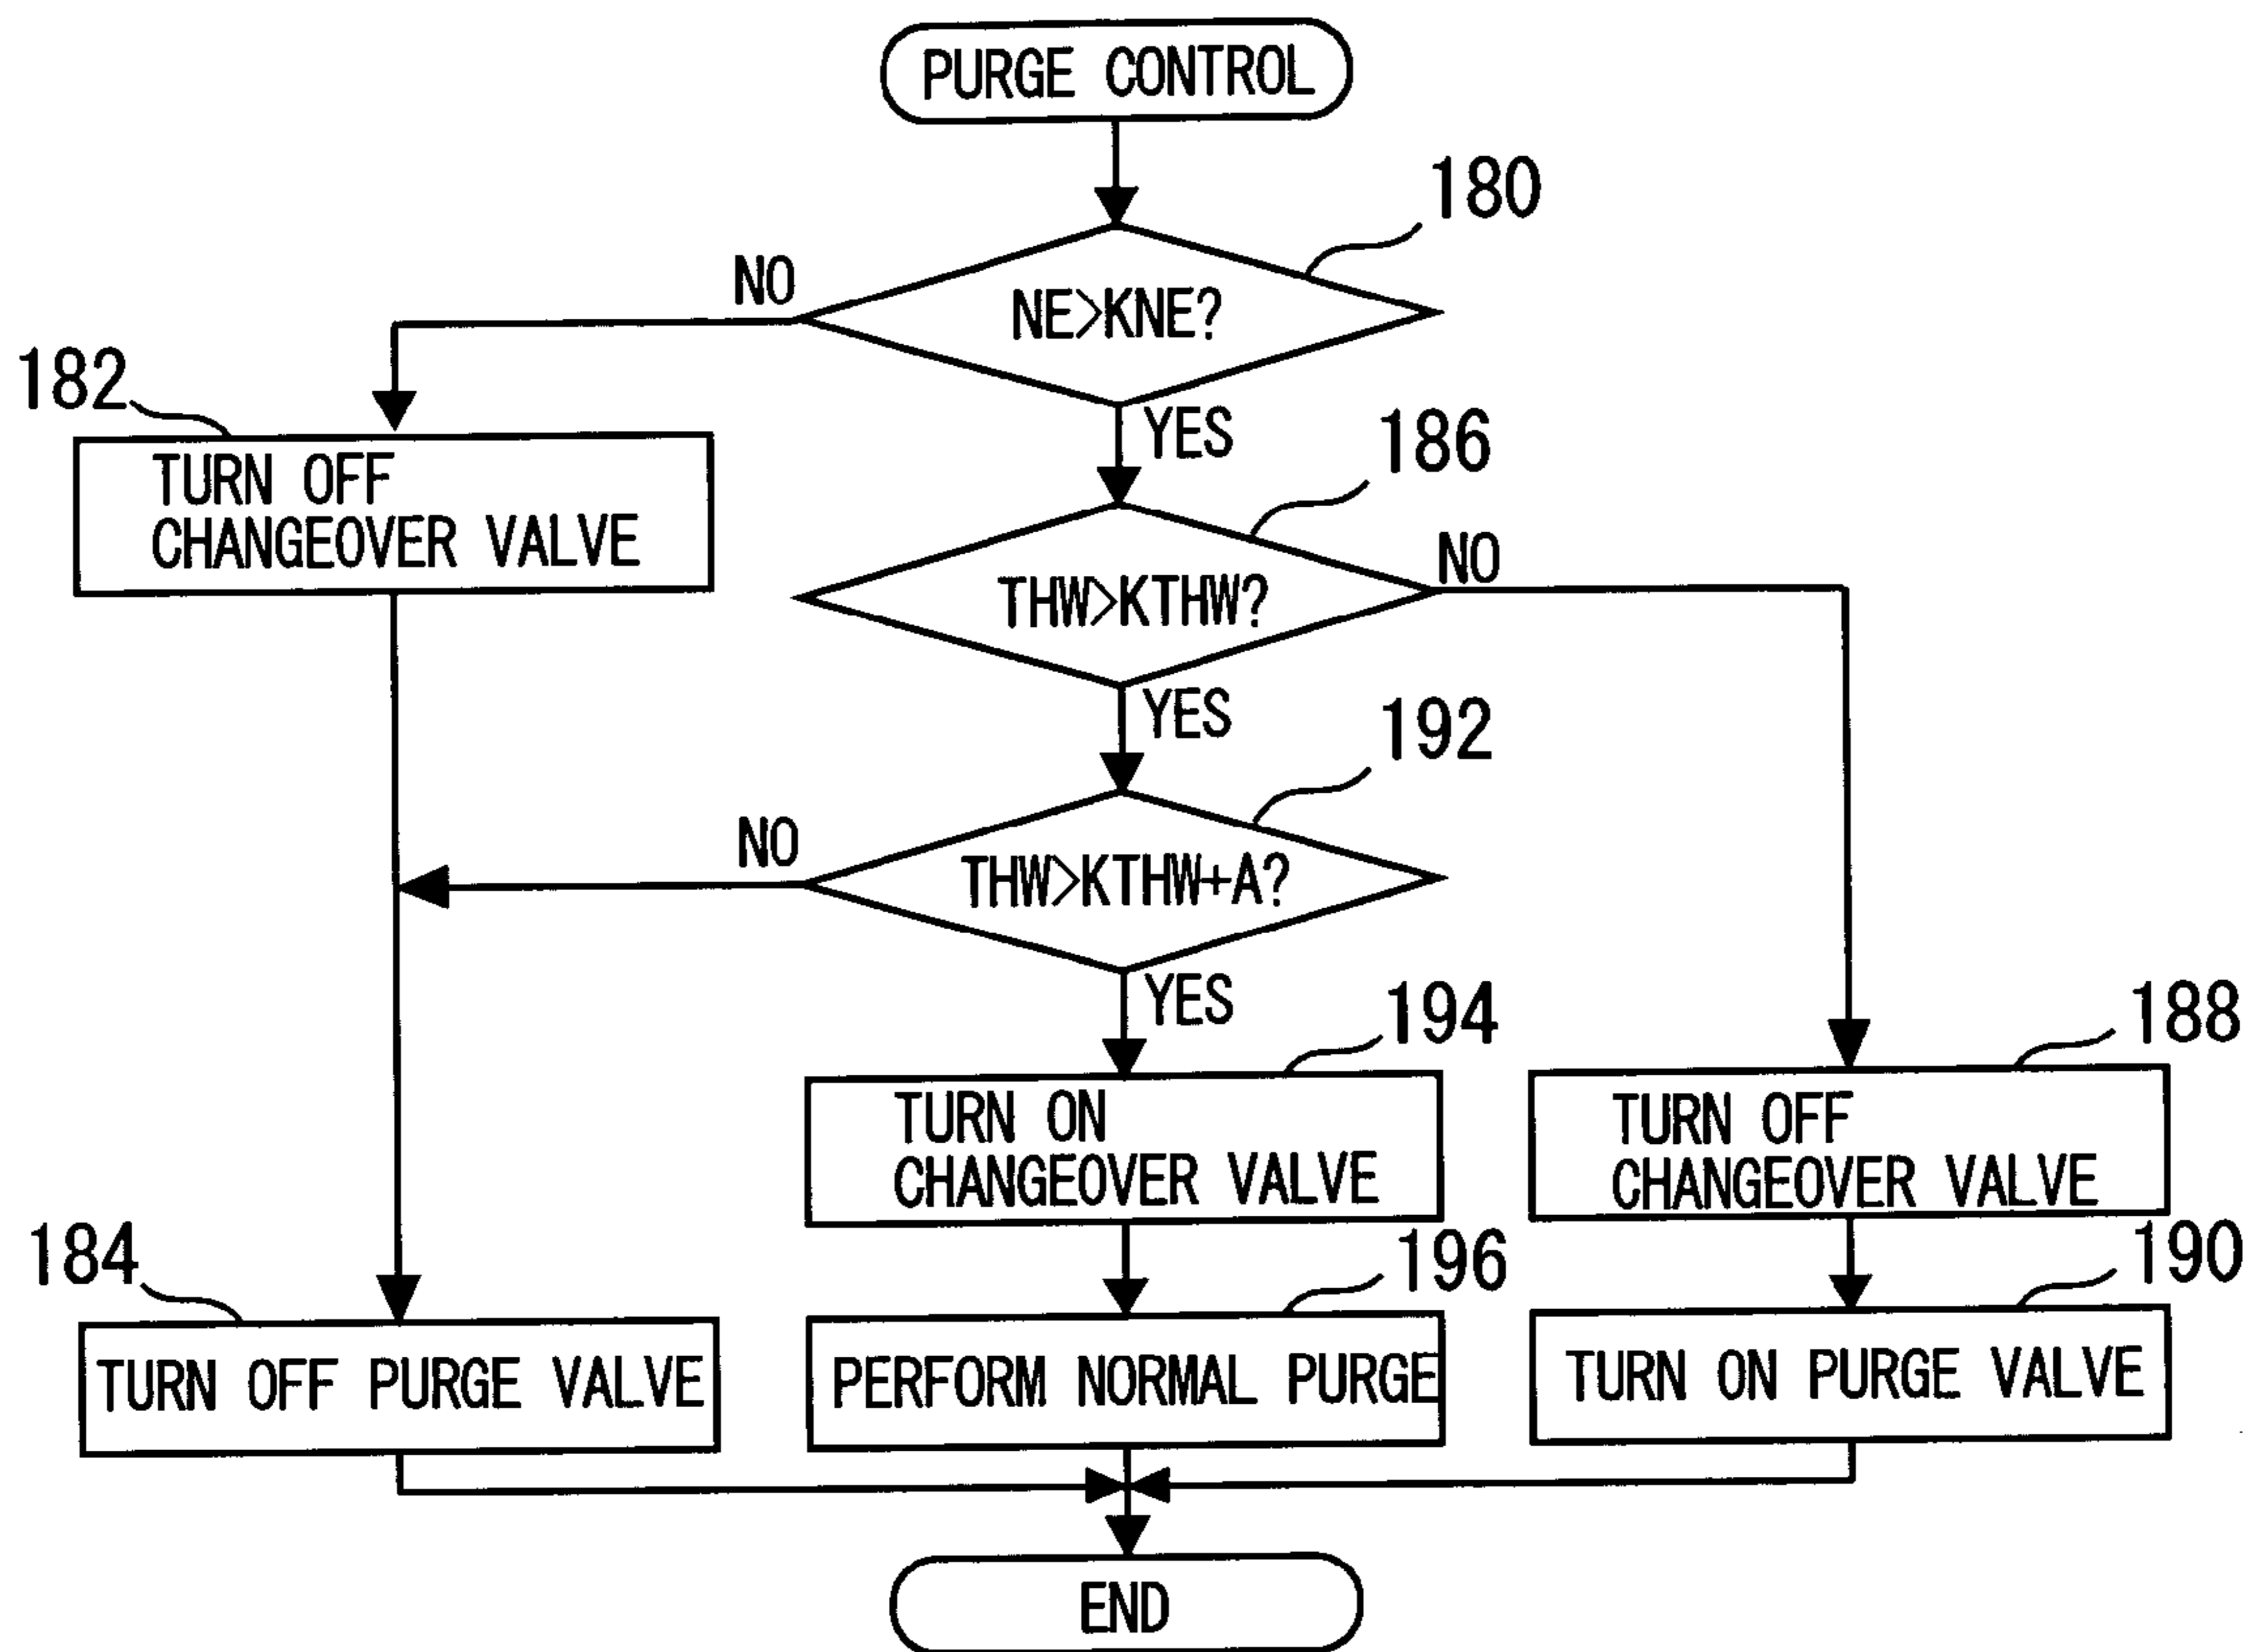 PURGE CONTROL
180
NO
NE>KNE?
182
YES
186
TURN OFF
CHANGEOVER VALVE
NO
THW>KTHW?
YES
192
NO
THW>KTHW+A?
YES
194
188
TURN ON
CHANGEOVER VALVE
TURN OFF
CHANGEOVER VALVE
184
196
190
TURN OFF PURGE VALVE
PERFORM NORMAL PURGE
TURN ON PURGE VALVE
END